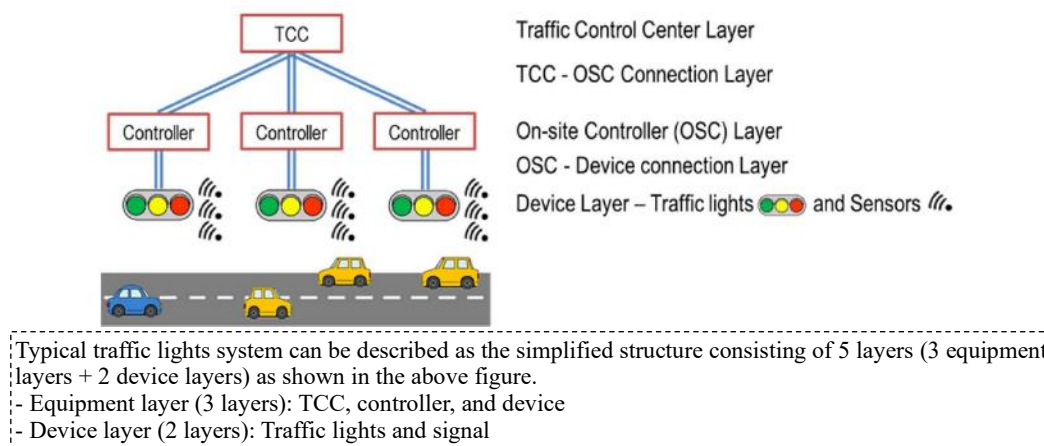 TCC
Traffic Control Center Layer
TCC - OSC Connection Layer
Controller
Controller
Controller
On-site Controller (OSC) Layer
OSC - Device connection Layer
Device Layer – Traffic lights and Sensors
Typical traffic lights system can be described as the simplified structure consisting of 5 layers (3 equipment
layers + 2 device layers) as shown in the above figure.
- Equipment layer (3 layers): TCC, controller, and device
- Device layer (2 layers): Traffic lights and signal